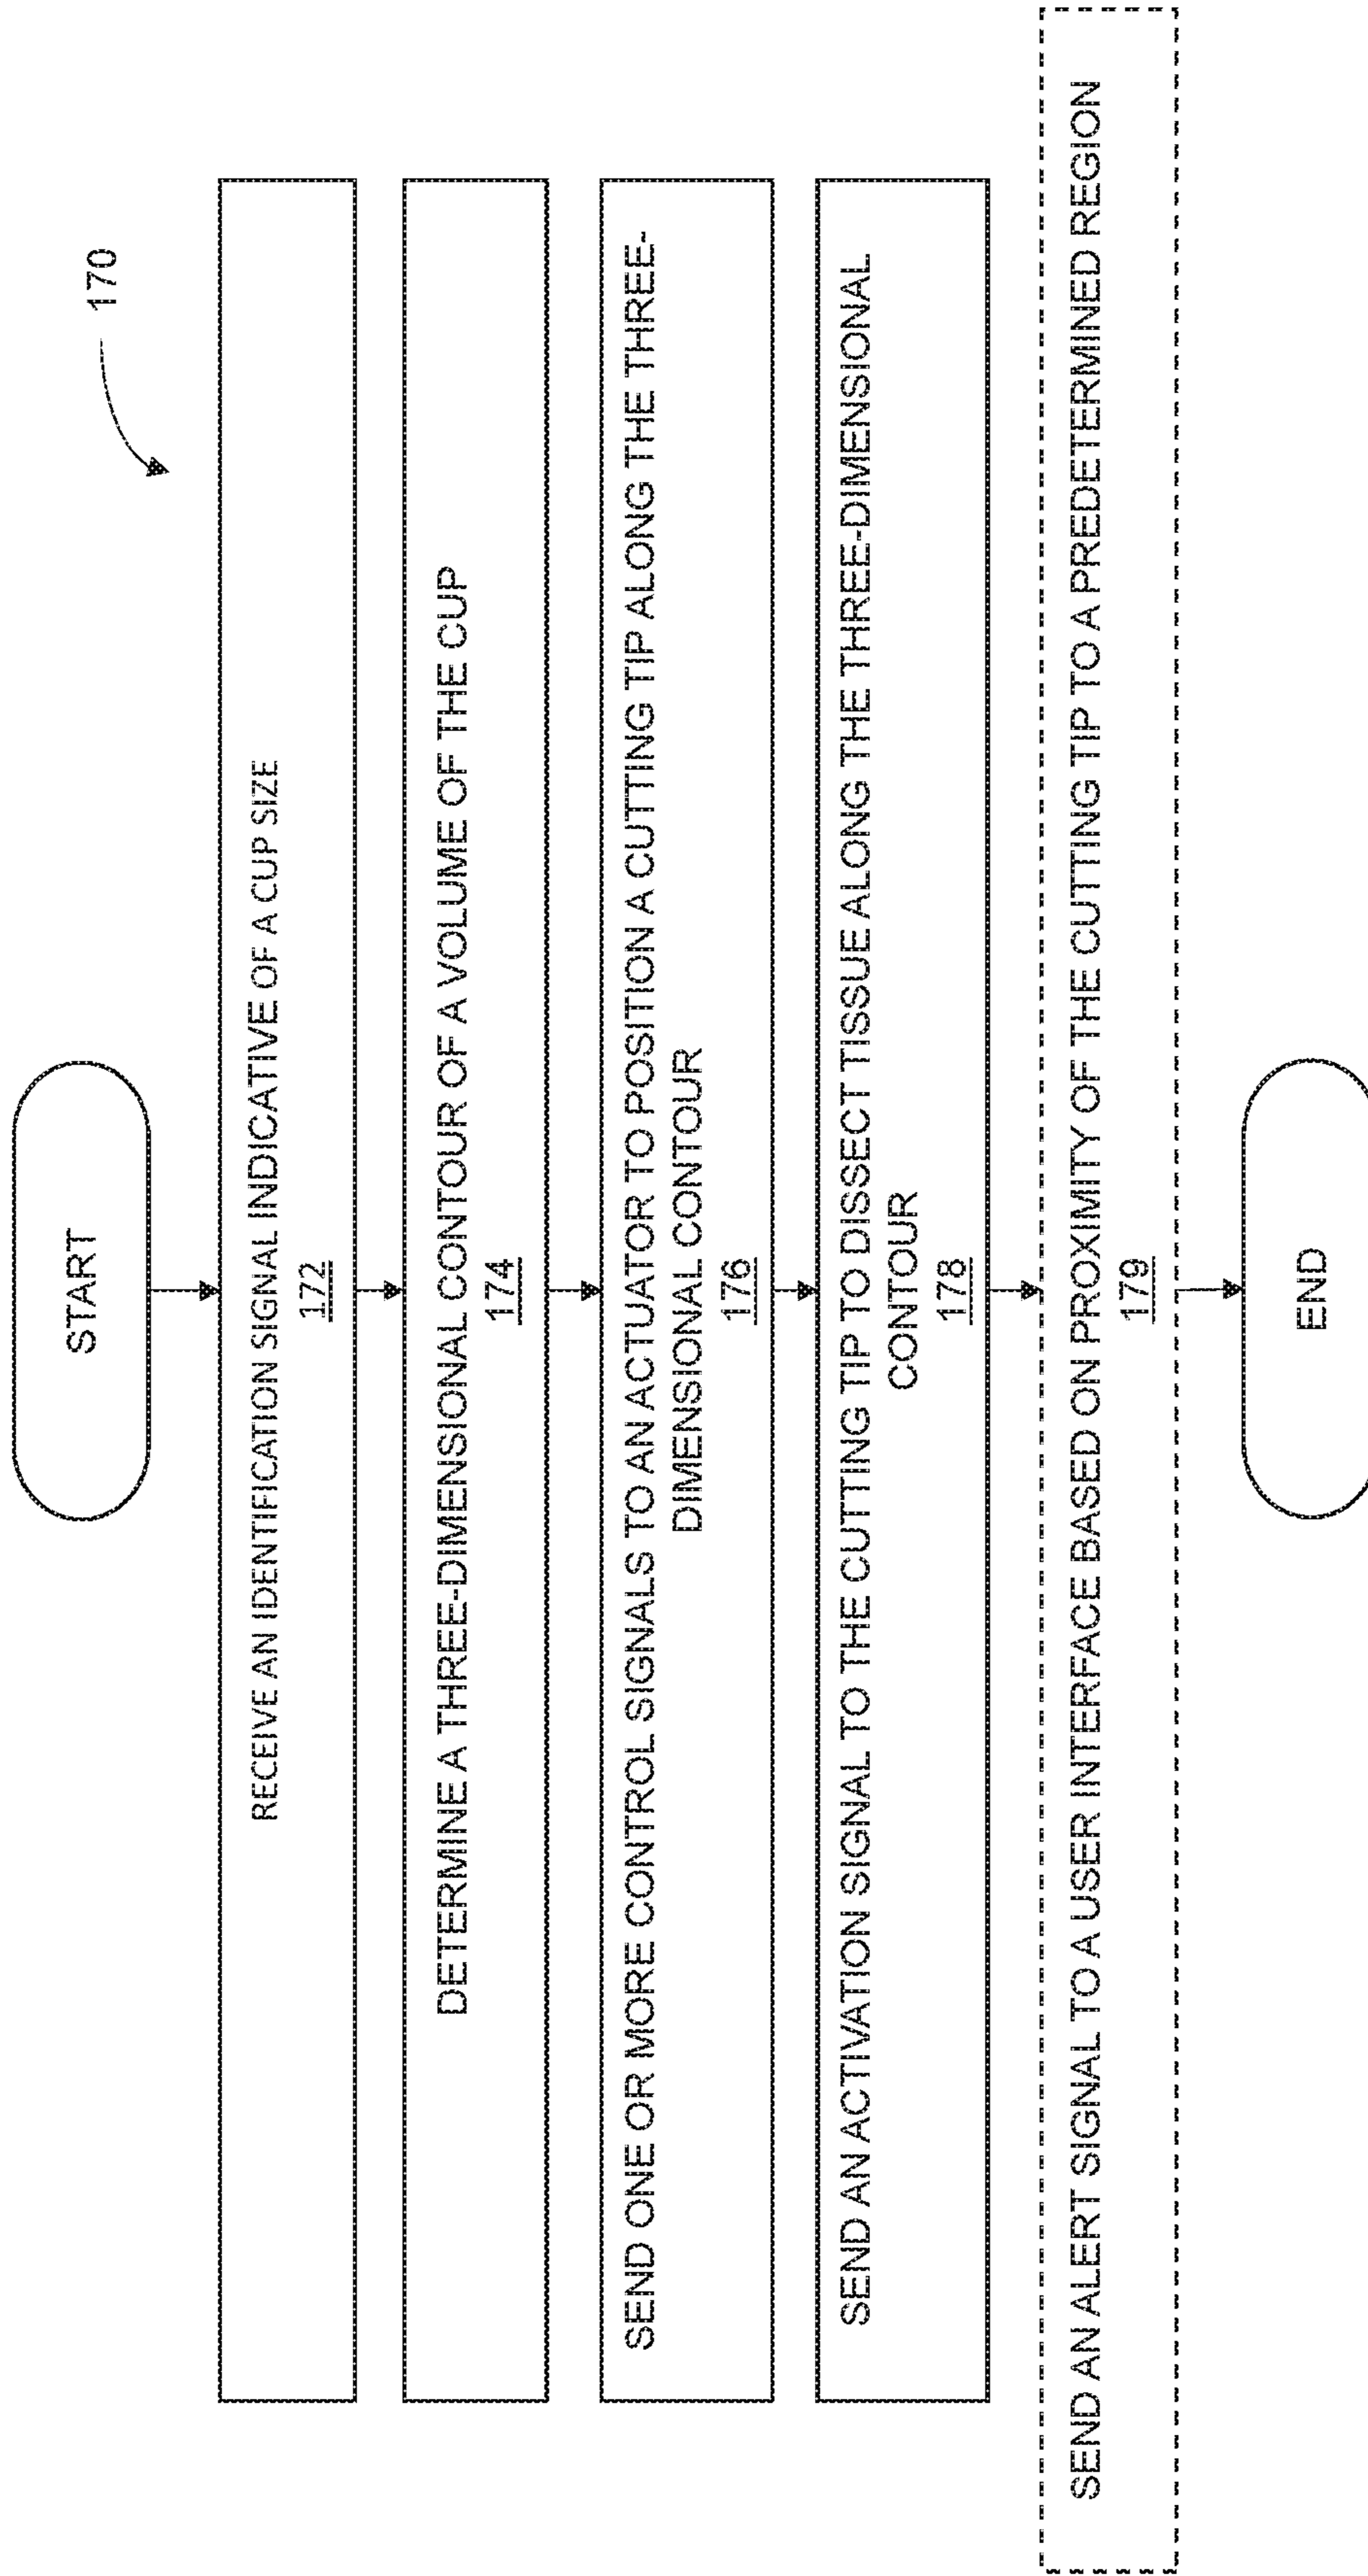 170
START
RECEIVE AN IDENTIFICATION SIGNAL INDICATIVE OF A CUP SIZE
172
DETERMINE A THREE-DIMENSIONAL CONTOUR OF A VOLUME OF THE CUP
174
SEND ONE OR MORE CONTROL SIGNALS TO AN ACTUATOR TO POSITION A CUTTING TIP ALONG THE THREE-
DIMENSIONAL CONTOUR
176
SEND AN ACTIVATION SIGNAL TO THE CUTTING TIP TO DISSECT TISSUE ALONG THE THREE-DIMENSIONAL
CONTOUR
178
SEND AN ALERT SIGNAL TO A USER INTERFACE BASED ON PROXIMITY OF THE CUTTING TIP TO A PREDETERMINED REGION
179
END